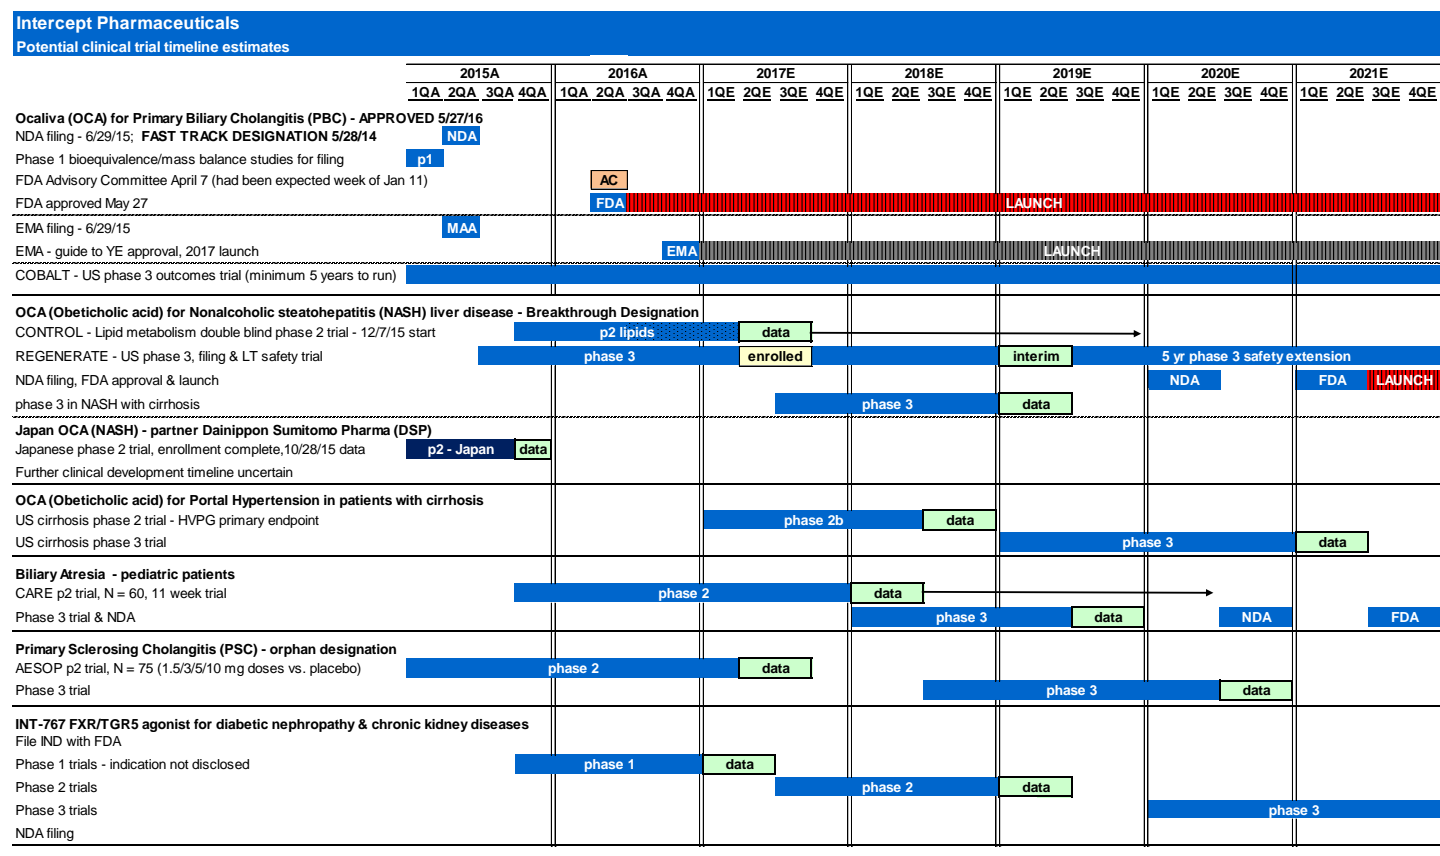 Intercept Pharmaceuticals
Potential clinical trial timeline estimates
2015A 2016A 2017E 2018E 2019E 2020E 2021E
1QA 2QA 3QA 4QA 1QA 2QA 3QA 4QA 1QE 2QE 3QE 4QE 1QE 2QE 3QE 4QE 1QE 2QE 3QE 4QE 1QE 2QE 3QE 4QE 1QE 2QE 3QE 4QE
Ocaliva (OCA) for Primary Biliary Cholangitis (PBC) - APPROVED 5/27/16
NDA filing - 6/29/15; FAST TRACK DESIGNATION 5/28/14 NDA
Phase 1 bioequivalence/mass balance studies for filing p1
FDA Advisory Committee April 7 (had been expected week of Jan 11) AC
FDA approved May 27 FDA LAUNCH
EMA filing - 6/29/15 MAA
EMA - guide to YE approval, 2017 launch EMA LAUNCH
COBALT - US phase 3 outcomes trial (minimum 5 years to run)
OCA (Obeticholic acid) for Nonalcoholic steatohepatitis (NASH) liver disease - Breakthrough Designation
CONTROL - Lipid metabolism double blind phase 2 trial - 12/7/15 start p2 lipids data
REGENERATE - US phase 3, filing & LT safety trial phase 3 enrolled interim 5 yr phase 3 safety extension
NDA filing, FDA approval & launch NDA FDA LAUNCH
phase 3 in NASH with cirrhosis phase 3 data
Japan OCA (NASH) - partner Dainippon Sumitomo Pharma (DSP)
Japanese phase 2 trial, enrollment complete,10/28/15 data p2 - Japan data
Further clinical development timeline uncertain
OCA (Obeticholic acid) for Portal Hypertension in patients with cirrhosis
US cirrhosis phase 2 trial - HVPG primary endpoint phase 2b data
US cirrhosis phase 3 trial phase 3 data
Biliary Atresia - pediatric patients
CARE p2 trial, N = 60, 11 week trial phase 2 data
Phase 3 trial & NDA phase 3 data NDA FDA
Primary Sclerosing Cholangitis (PSC) - orphan designation
AESOP p2 trial, N = 75 (1.5/3/5/10 mg doses vs. placebo) phase 2 data
Phase 3 trial phase 3 data
INT-767 FXR/TGR5 agonist for diabetic nephropathy & chronic kidney diseases
File IND with FDA
Phase 1 trials - indication not disclosed phase 1 data
Phase 2 trials phase 2 data
Phase 3 trials phase 3
NDA filing